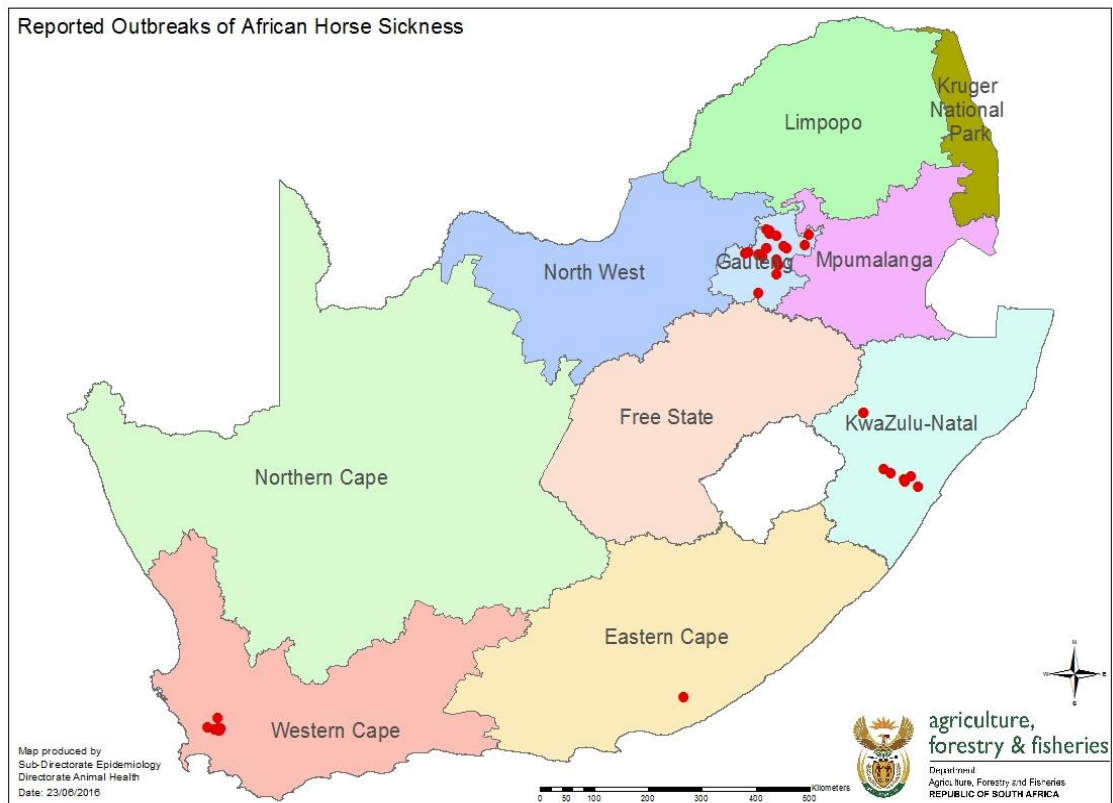 Reported Outbreaks of African Horse Sickness
Kruger
National
Park
Limpopo
North West
Gauteng
Mpumalanga
Free State
KwaZulu-Natal
Northern Cape
Eastern Cape
Western Cape
N
W
E
S
Map produced by
Sub-Directorate Epidemiology
Directorate Animal Health
Date: 23/06/2016
Kilometers
0 50 100 200 300 400 500
agriculture,
forestry & fisheries
Department:
Agriculture, Forestry and Fisheries
REPUBLIC OF SOUTH AFRICA